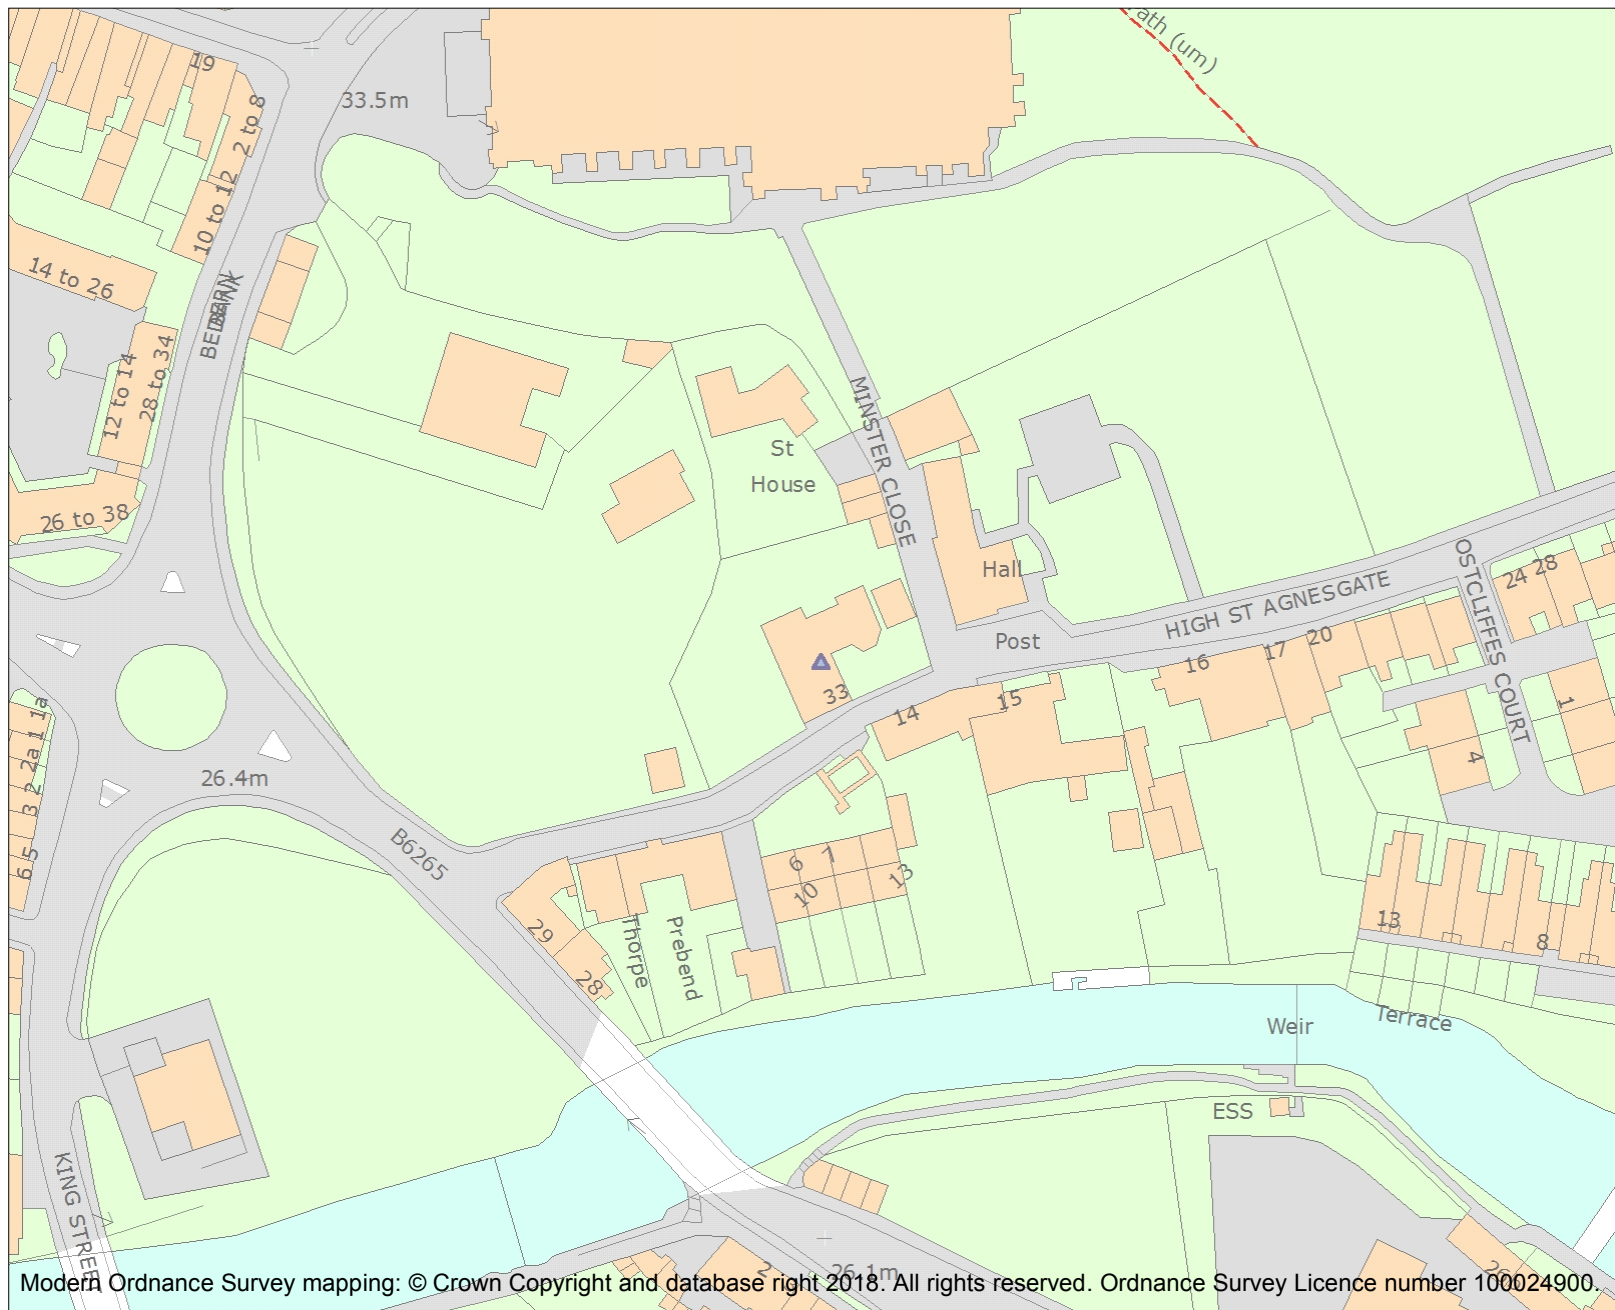 19
33.5m
ath (um)
2 to 8
10 to 12
14 to 26
BEDERN
BANK
12 to 14
28 to 34
26 to 38
MINSTER CLOSE
St
House
Hall
Post
HIGH ST AGNESGATE
OSTCLIFFES COURT
24 28
16
17
20
33
14
15
1
4
1a
1
2a
2
3
5
6
26.4m
B6265
6
7
10
13
29
28
Thorpe
Prebend
13
8
Weir
Terrace
ESS
KING STREET
2
26.1m
Modern Ordnance Survey mapping: © Crown Copyright and database right 2018. All rights reserved. Ordnance Survey Licence number 100024900.